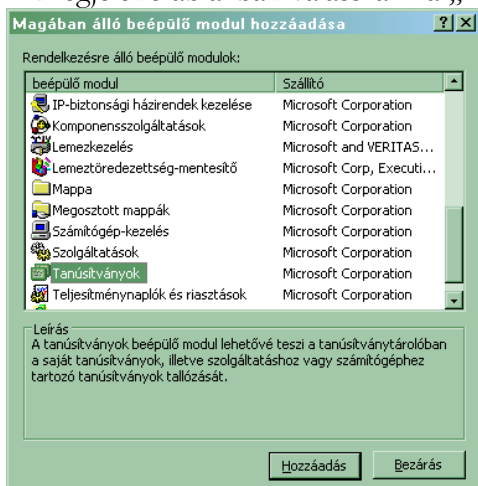 Magában álló beépülő modul hozzáadása
Rendelkezésre álló beépülő modulok:
beépülő modul Szállító
IP-biztonsági házirendek kezelése Microsoft Corporation
Komponensszolgáltatások Microsoft Corporation
Lemezkezelés Microsoft and VERITAS...
Lemeztöredezettség-mentesítő Microsoft Corp, Executi...
Mappa Microsoft Corporation
Megosztott mappák Microsoft Corporation
Számítógép-kezelés Microsoft Corporation
Szolgáltatások Microsoft Corporation
Tanúsítványok Microsoft Corporation
Teljesítménynaplók és riasztások Microsoft Corporation
Leírás
A tanúsítványok beépülő modul lehetővé teszi a tanúsítványtárolóban
a saját tanúsítványok, illetve szolgáltatáshoz vagy számítógéphez
tartozó tanúsítványok tallózását.
Hozzáadás Bezárás